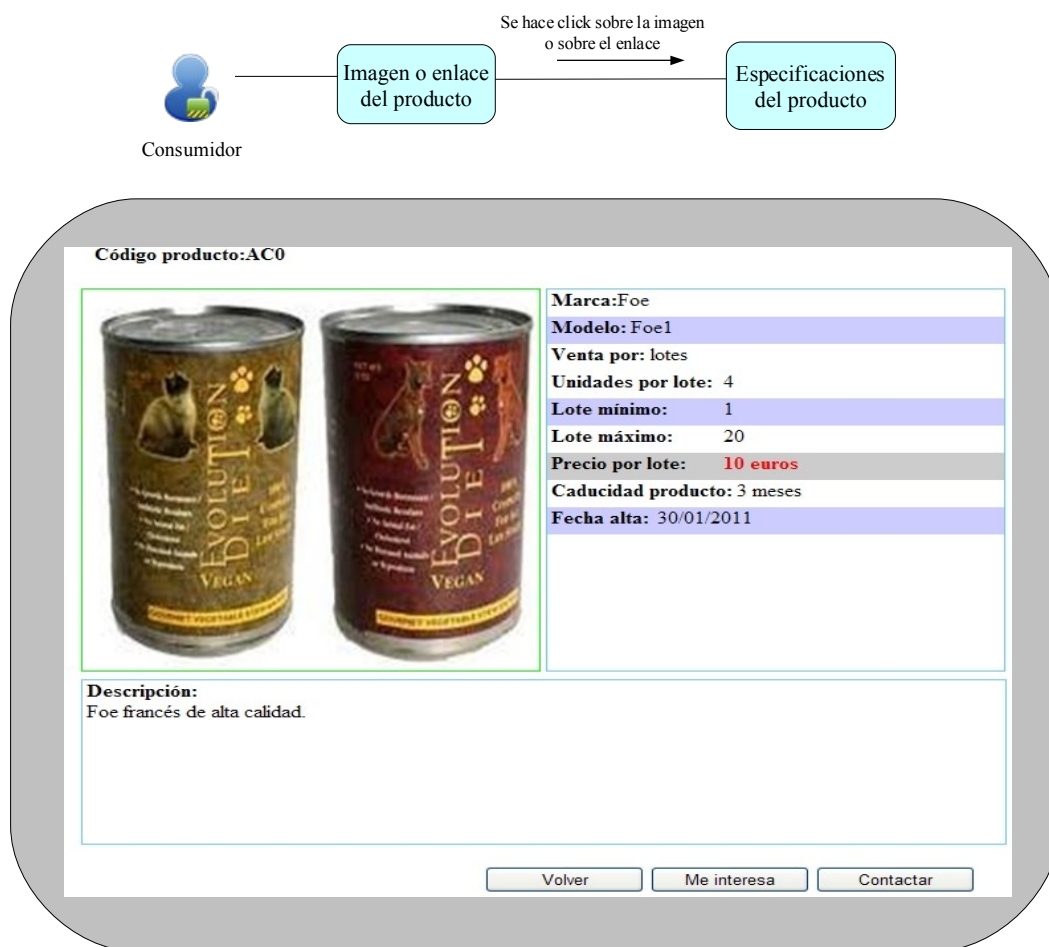 Se hace click sobre la imagen
o sobre el enlace
Imagen o enlace
del producto
Especificaciones
del producto
Consumidor
Código producto:AC0
Marca:Foe
Modelo: Foe1
Venta por: lotes
Unidades por lote: 4
Lote mínimo: 1
Lote máximo: 20
Precio por lote: 10 euros
Caducidad producto: 3 meses
Fecha alta: 30/01/2011
EVOLUTION
DIET
VEGAN
EVOLUTION
DIET
VEGAN
GOURMET VEGETABLE STEW
Descripción:
Foe francés de alta calidad.
Volver
Me interesa
Contactar